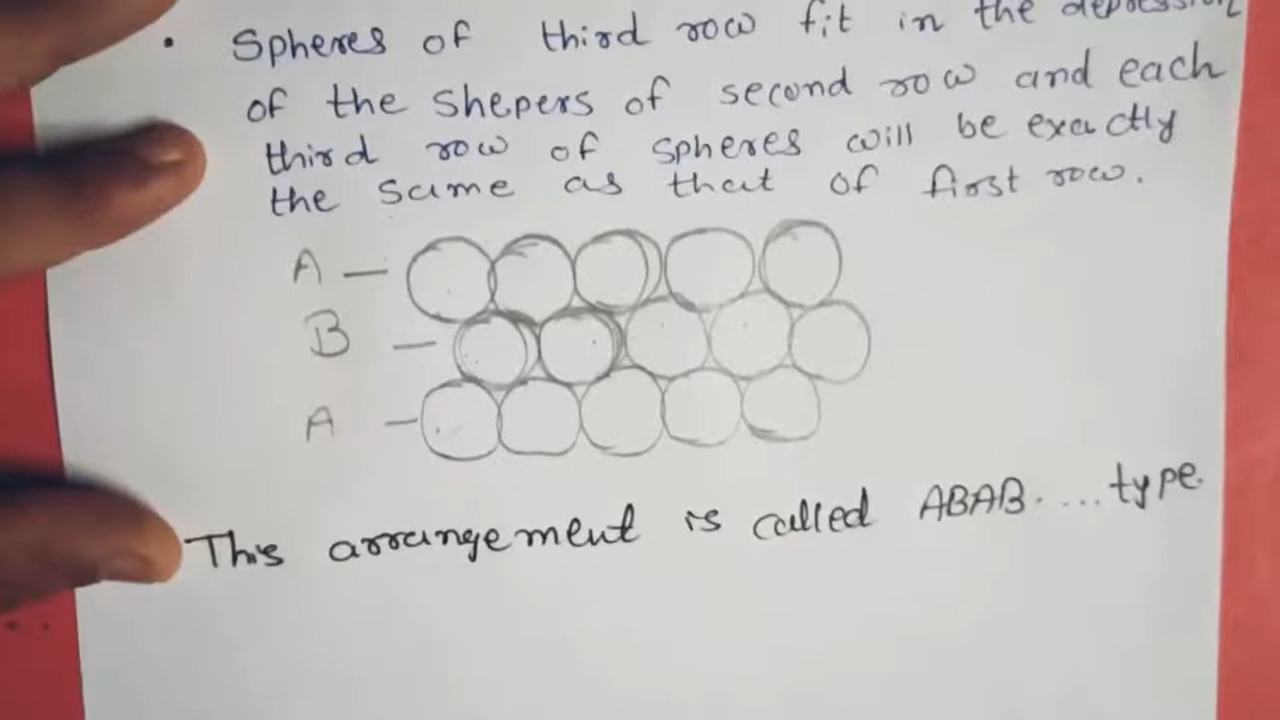 • Spheres of third row fit in the depression
of the shepers of second row and each
third row of spheres will be exactly
the same as that of first row.
A —
B —
A —
This arrangement is called ABAB.... type.